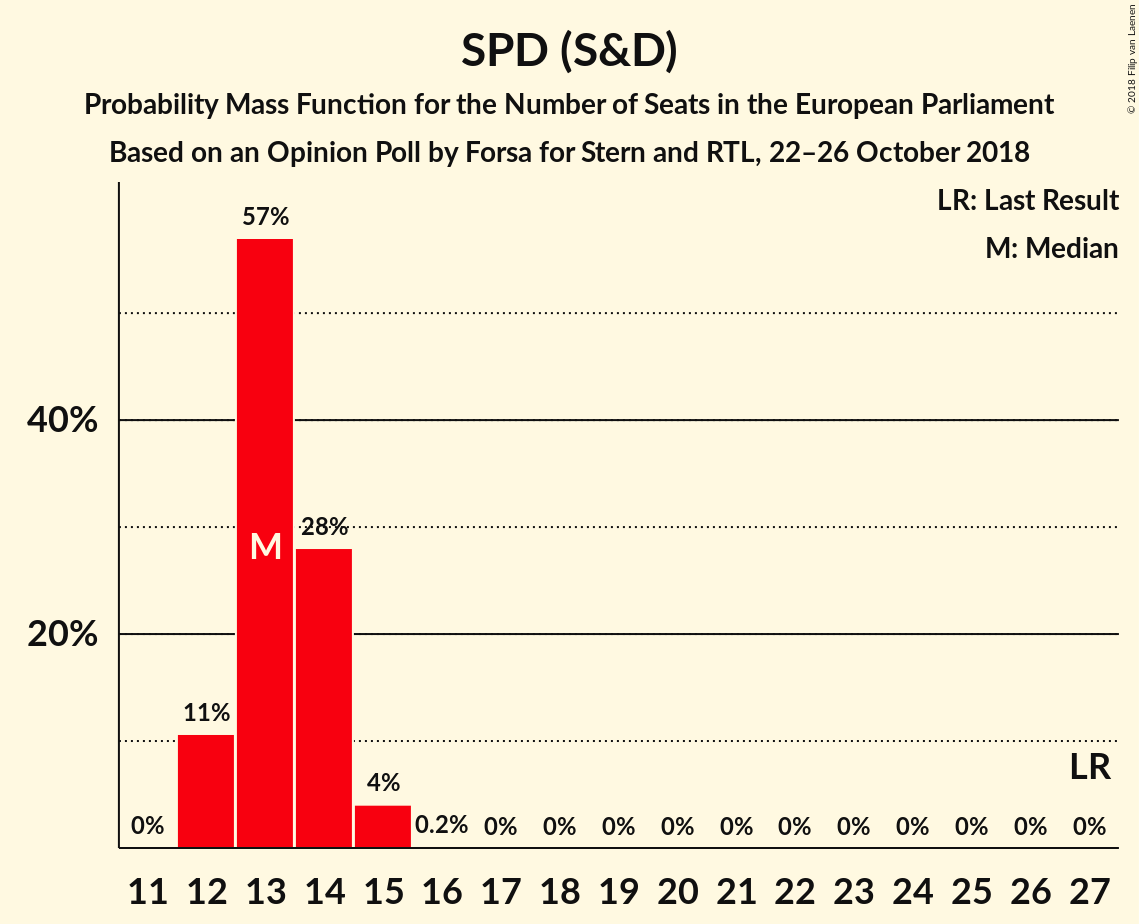 SPD (S&D)
Probability Mass Function for the Number of Seats in the European Parliament
Based on an Opinion Poll by Forsa for Stern and RTL, 22–26 October 2018
© 2018 Filip van Laenen
LR: Last Result
M: Median
57%
40%
28%
M
20%
11%
LR
4%
0%
0.2%
0%
0%
0%
0%
0%
0%
0%
0%
0%
0%
0%
11 12 13 14 15 16 17 18 19 20 21 22 23 24 25 26 27